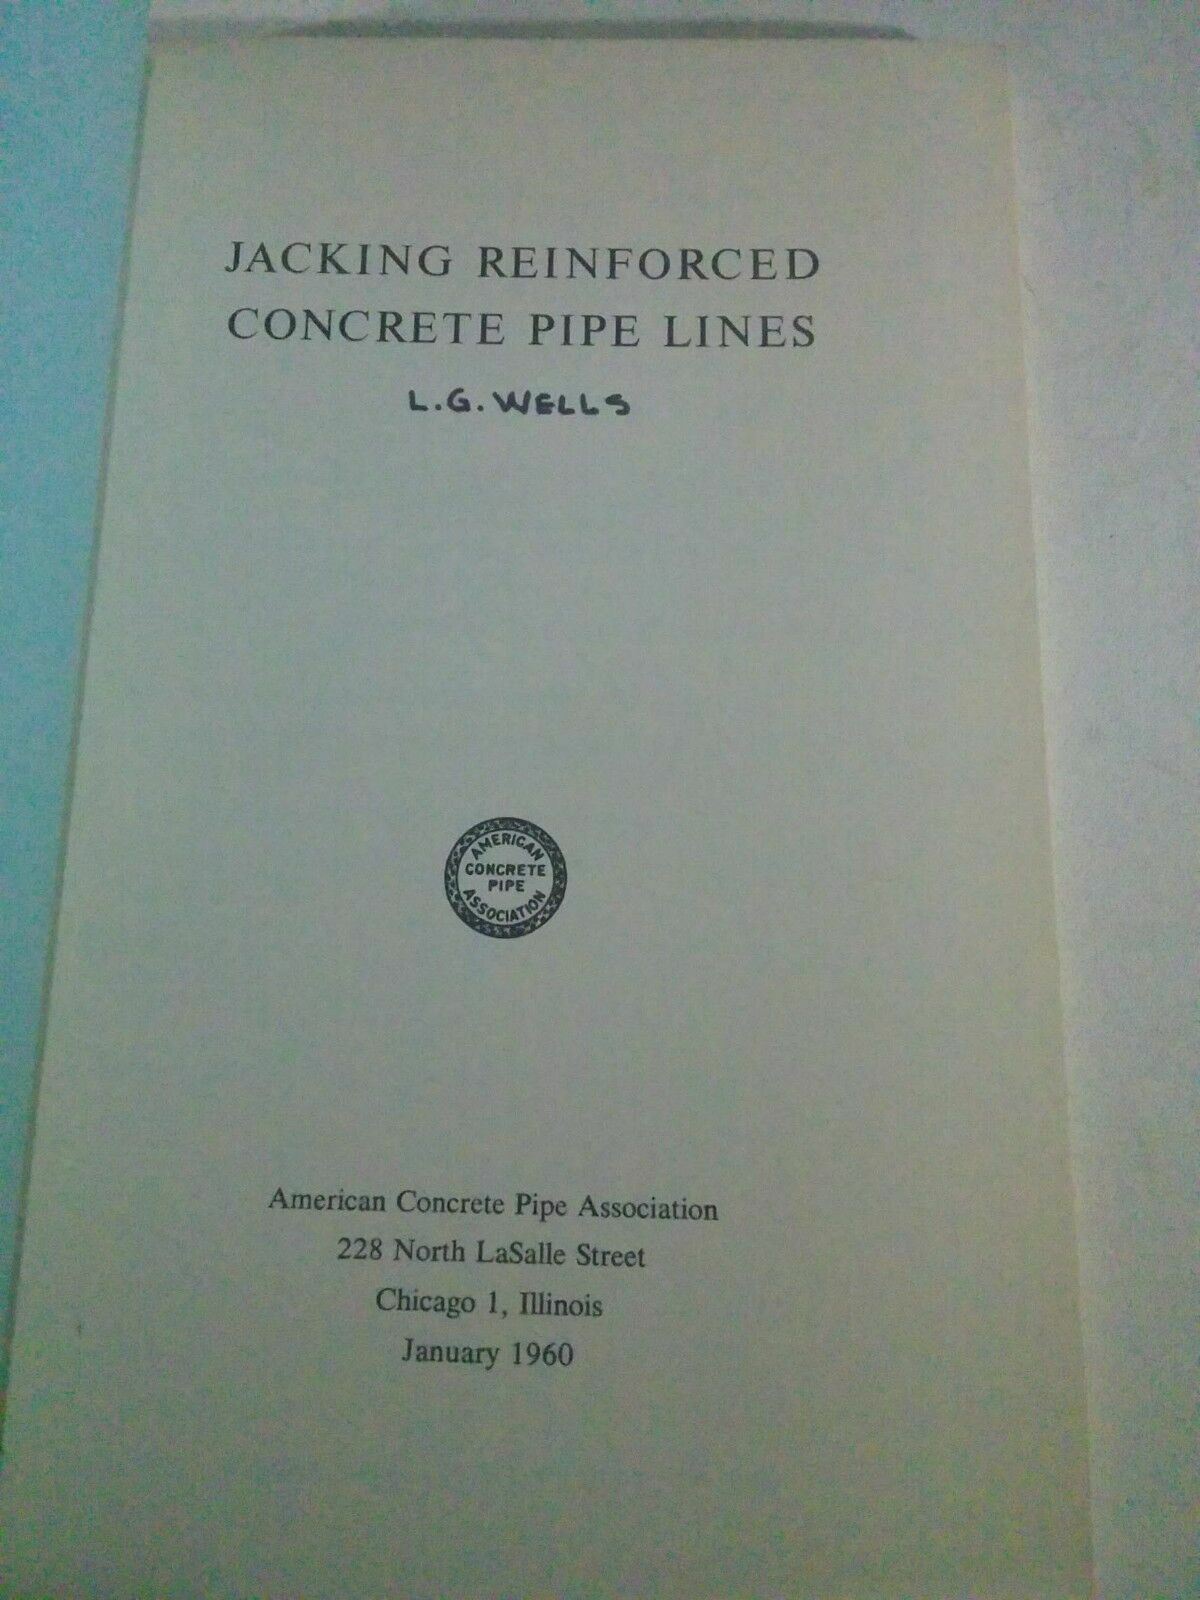 JACKING REINFORCED
CONCRETE PIPE LINES
L.G. WELLS
AMERICAN
CONCRETE
PIPE
ASSOCIATION
American Concrete Pipe Association
228 North LaSalle Street
Chicago 1, Illinois
January 1960